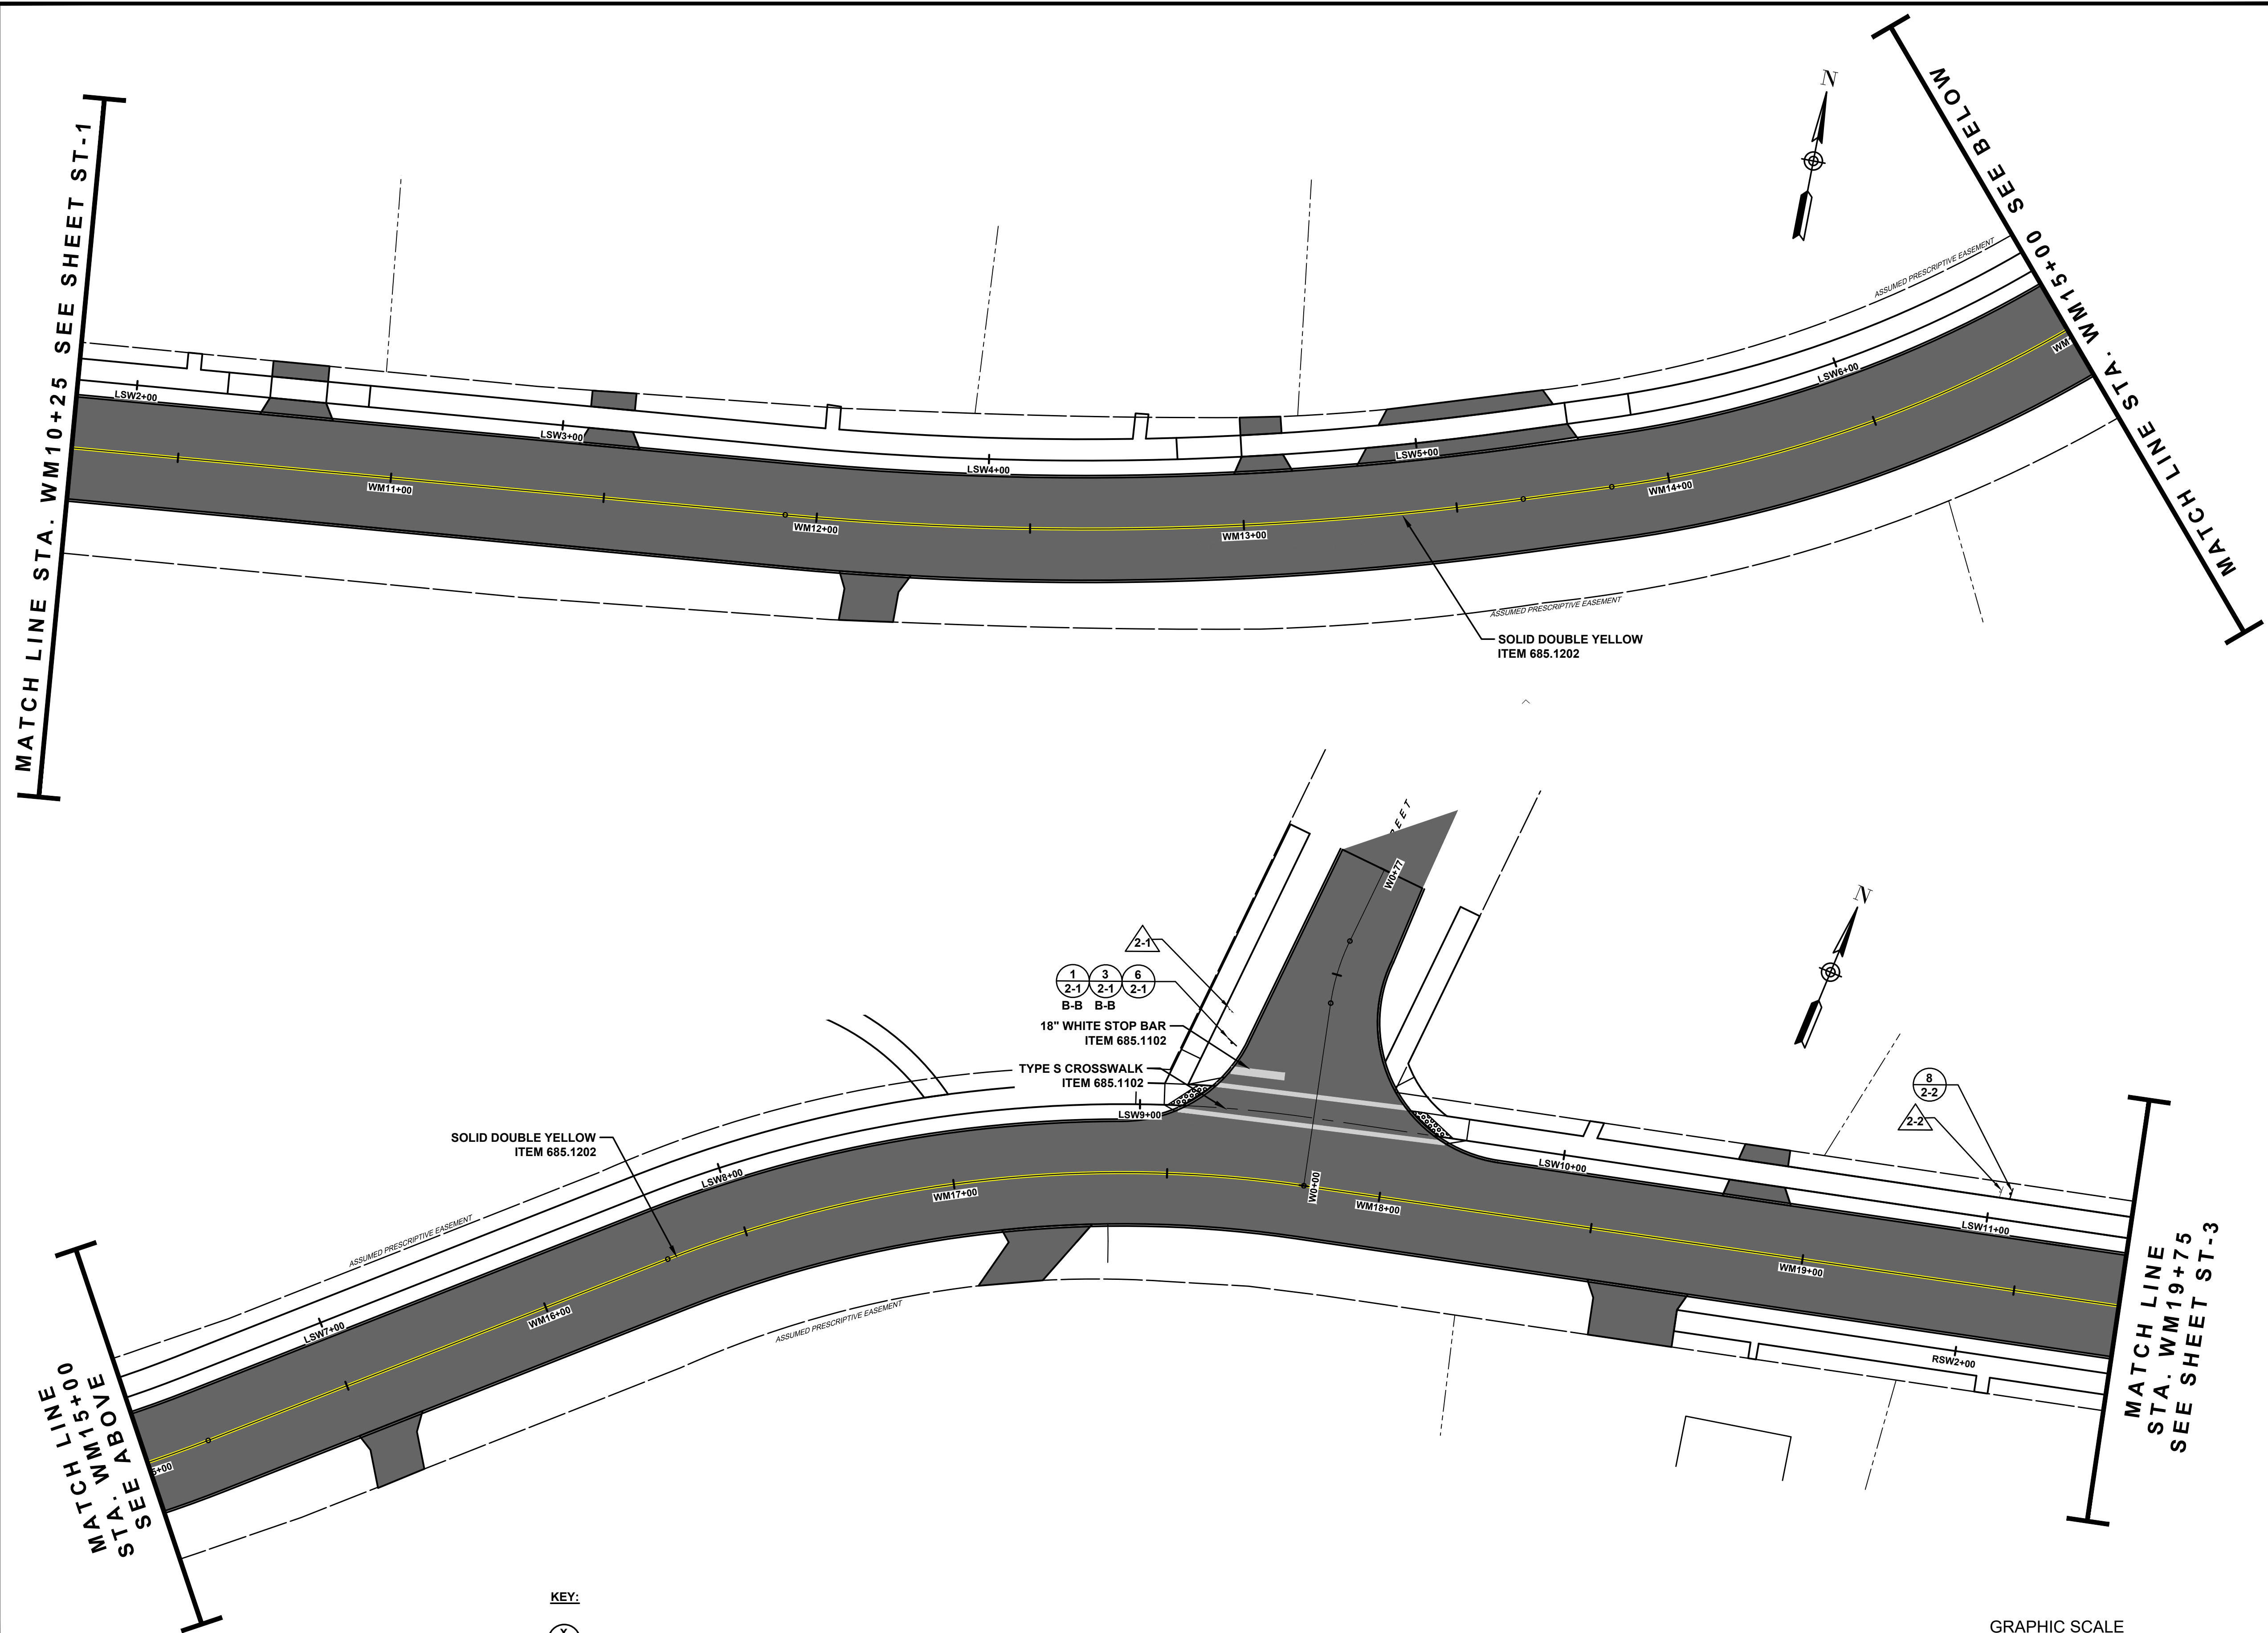 MATCH LINE STA. WM10+25 SEE SHEET ST-1
N
MATCH LINE STA. WM15+00 SEE BELOW
ASSUMED PRESCRIPTIVE EASEMENT
LSW2+00
LSW3+00
LSW4+00
LSW5+00
LSW6+00
WM11+00
WM12+00
WM13+00
WM14+00
ASSUMED PRESCRIPTIVE EASEMENT
SOLID DOUBLE YELLOW
ITEM 685.1202
W0+77
N
2-1
1
2-1
3
2-1
6
2-1
B-B B-B
18" WHITE STOP BAR
ITEM 685.1102
TYPE S CROSSWALK
ITEM 685.1102
8
2-2
2-2
LSW9+00
SOLID DOUBLE YELLOW
ITEM 685.1202
LSW8+00
LSW10+00
W0+00
WM17+00
WM18+00
LSW11+00
ASSUMED PRESCRIPTIVE EASEMENT
WM19+00
LSW7+00
WM16+00
ASSUMED PRESCRIPTIVE EASEMENT
RSW2+00
MATCH LINE
STA. WM15+00
SEE ABOVE
MATCH LINE
STA. WM19+75
SEE SHEET ST-3
KEY:
GRAPHIC SCALE